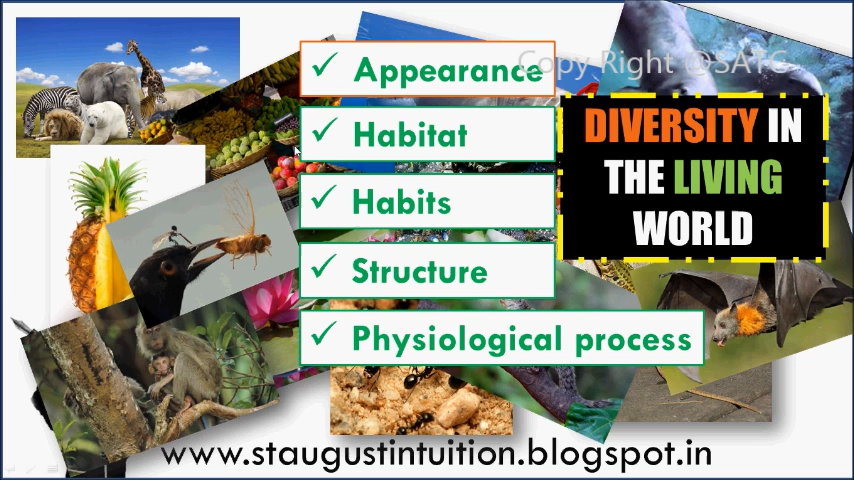 Copy Right @SATC
✓ Appearance
✓ Habitat
✓ Habits
✓ Structure
✓ Physiological process
DIVERSITY IN
THE LIVING
WORLD
www.staugustintuition.blogspot.in